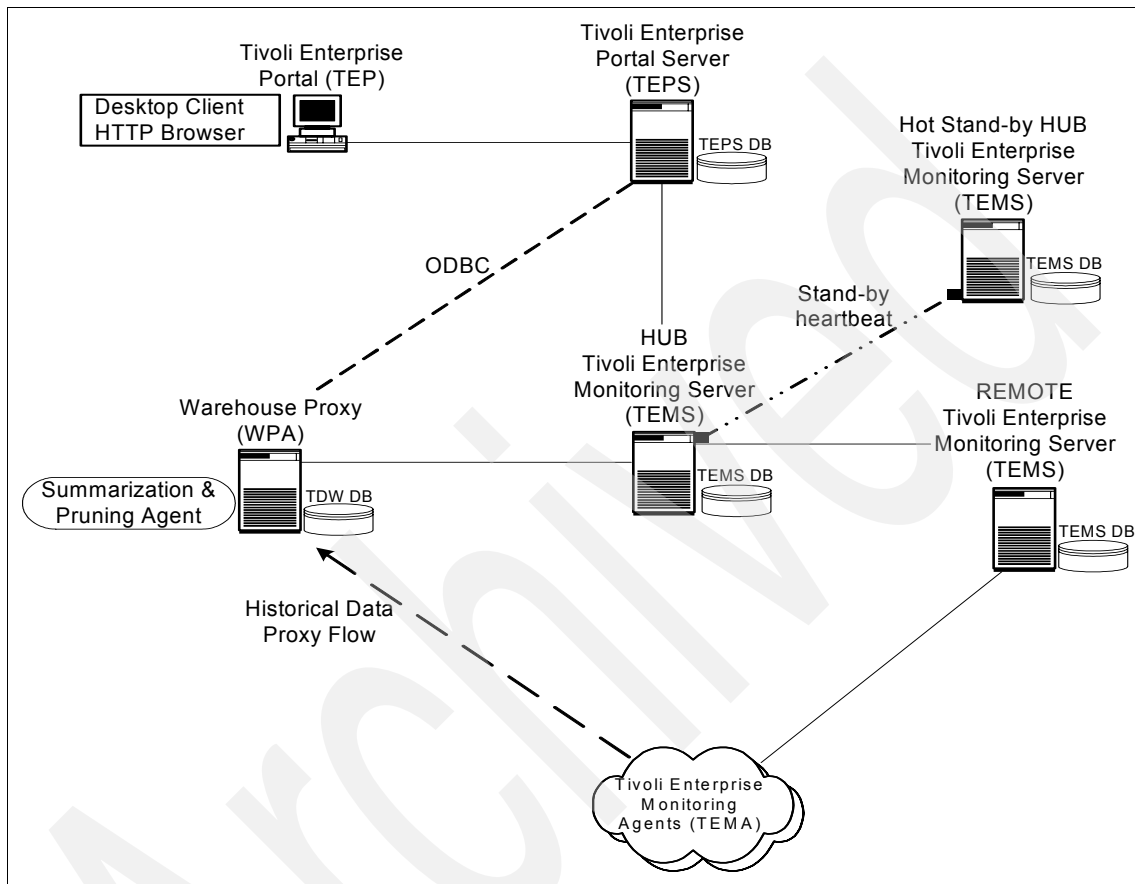 Tivoli Enterprise
Portal (TEP)
Desktop Client
HTTP Browser
Tivoli Enterprise
Portal Server
(TEPS)
TEPS DB
Hot Stand-by HUB
Tivoli Enterprise
Monitoring Server
(TEMS)
TEMS DB
ODBC
Stand-by
heartbeat
HUB
Tivoli Enterprise
Monitoring Server
(TEMS)
TEMS DB
Warehouse Proxy
(WPA)
Summarization &
Pruning Agent
TDW DB
REMOTE
Tivoli Enterprise
Monitoring Server
(TEMS)
TEMS DB
Historical Data
Proxy Flow
Tivoli Enterprise
Monitoring
Agents (TEMA)
Archived